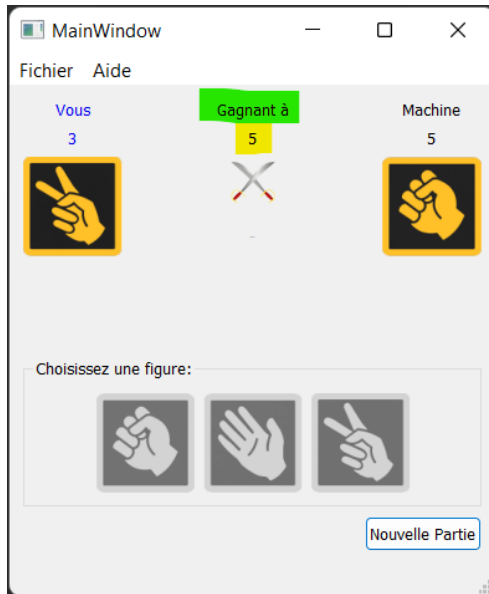 MainWindow
Fichier Aide
Vous Gagnant à Machine
3 5 5
Choisissez une figure:
Nouvelle Partie